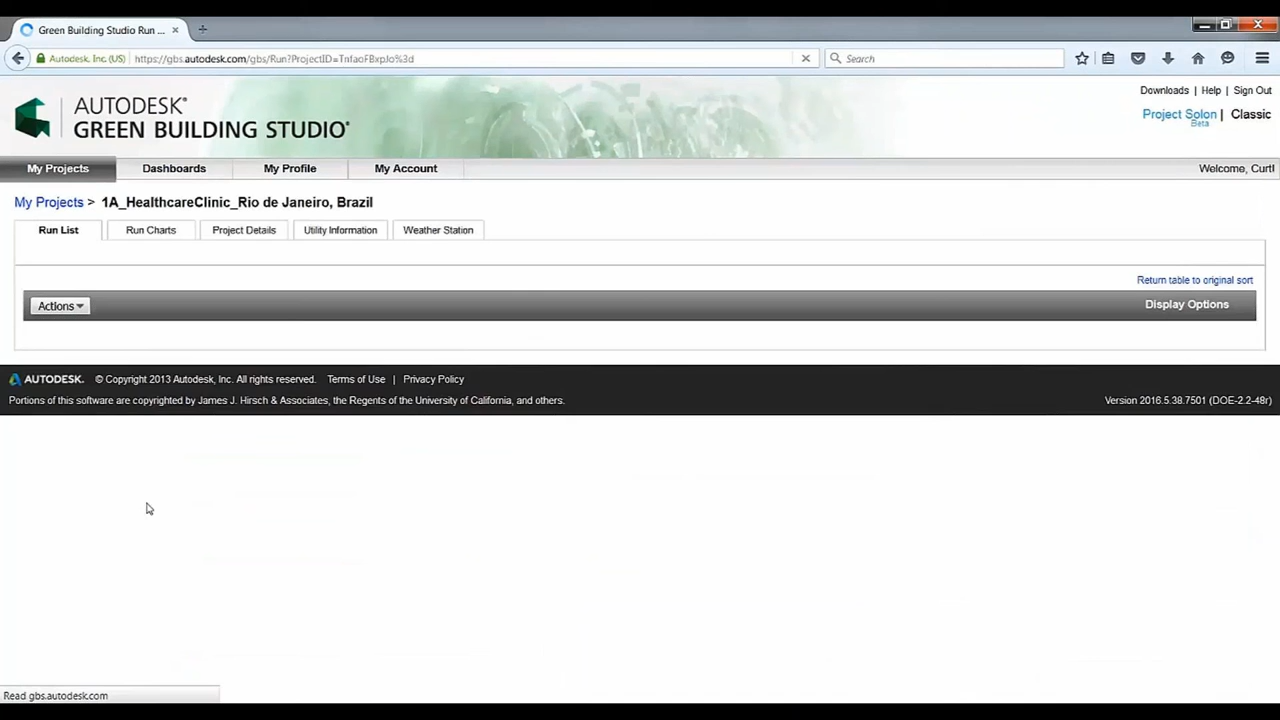 Green Building Studio Run ...
Autodesk, Inc. (US)
https://gbs.autodesk.com/gbs/Run?ProjectID=TnfaoFBxpJo%3d
Search
AUTODESK®
GREEN BUILDING STUDIO®
Downloads | Help | Sign Out
Project Solon | Classic
Beta
My Projects
Dashboards
My Profile
My Account
Welcome, Curt!
My Projects > 1A_HealthcareClinic_Rio de Janeiro, Brazil
Run List
Run Charts
Project Details
Utility Information
Weather Station
Return table to original sort
Actions
Display Options
AUTODESK. © Copyright 2013 Autodesk, Inc. All rights reserved. Terms of Use | Privacy Policy
Portions of this software are copyrighted by James J. Hirsch & Associates, the Regents of the University of California, and others.
Version 2016.5.38.7501 (DOE-2.2-48r)
Read gbs.autodesk.com